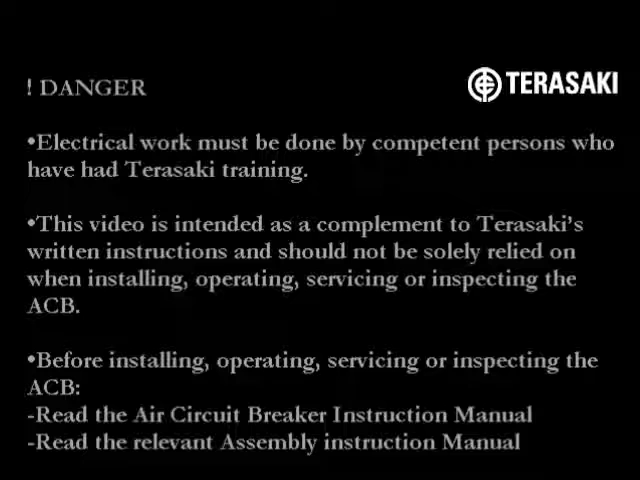 ! DANGER
TERASAKI
•Electrical work must be done by competent persons who
have had Terasaki training.
•This video is intended as a complement to Terasaki's
written instructions and should not be solely relied on
when installing, operating, servicing or inspecting the
ACB.
•Before installing, operating, servicing or inspecting the
ACB:
-Read the Air Circuit Breaker Instruction Manual
-Read the relevant Assembly instruction Manual